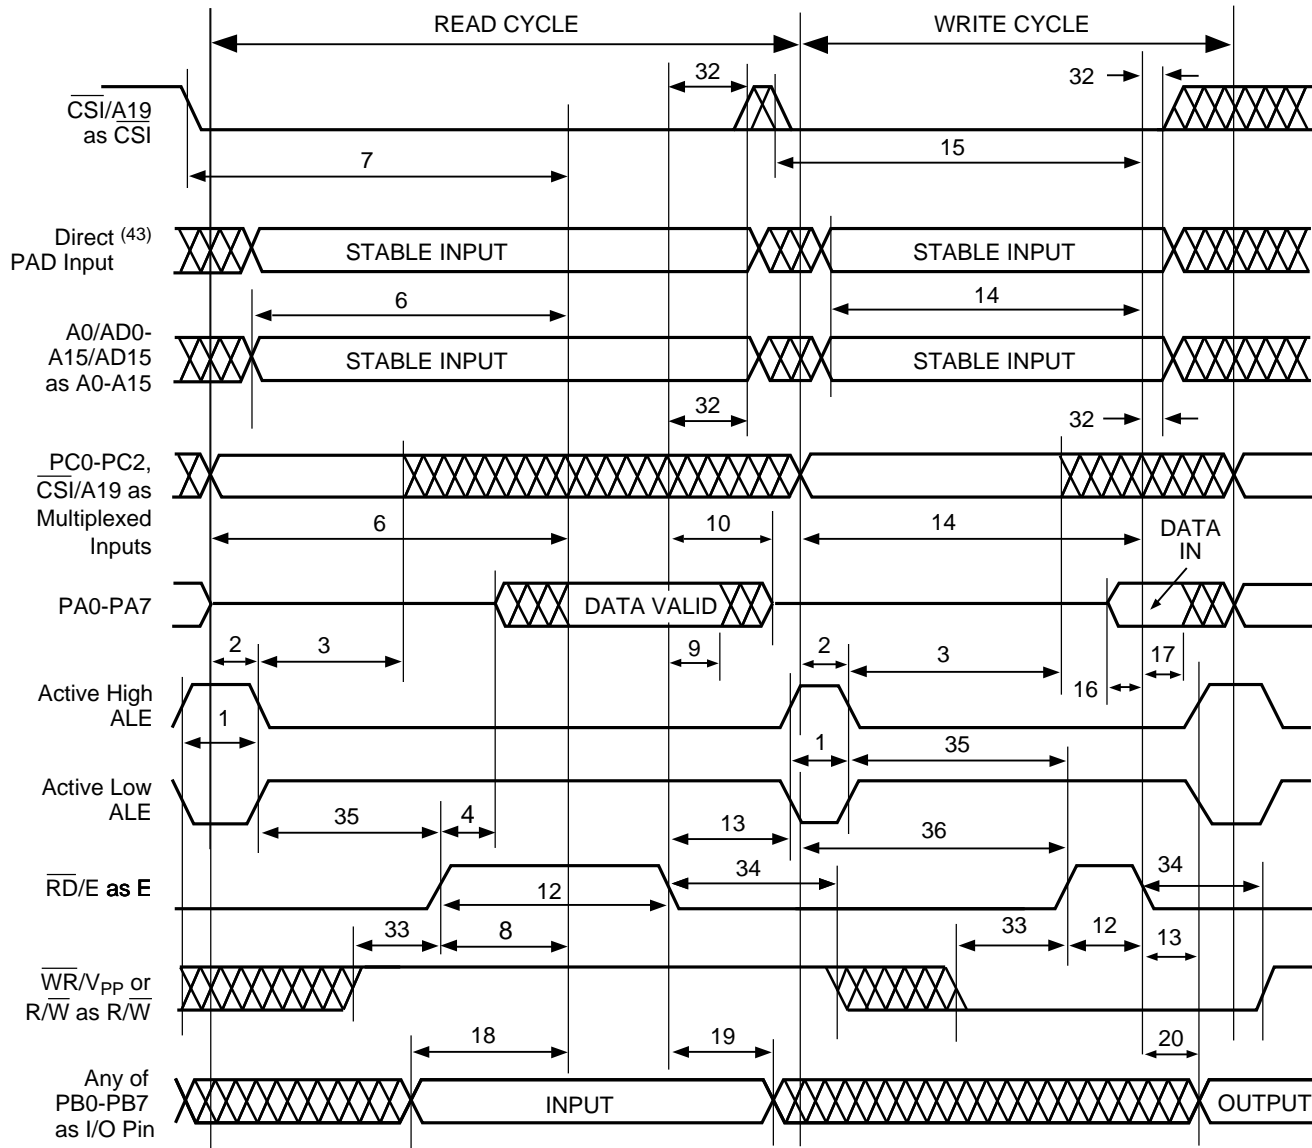 READ CYCLE
WRITE CYCLE
32
32
CSI/A19
as CSI
7
15
Direct (43)
PAD Input
STABLE INPUT
STABLE INPUT
6
14
A0/AD0-
A15/AD15
as A0-A15
STABLE INPUT
STABLE INPUT
32
32
PC0-PC2,
CSI/A19 as
Multiplexed
Inputs
6
10
14
DATA
IN
PA0-PA7
DATA VALID
2
3
9
2
3
16
17
Active High
ALE
1
1
35
Active Low
ALE
35
4
13
36
34
34
RD/E as E
12
33
8
33
12
13
WR/VPP or
R/W as R/W
18
19
20
Any of
PB0-PB7
as I/O Pin
INPUT
OUTPUT